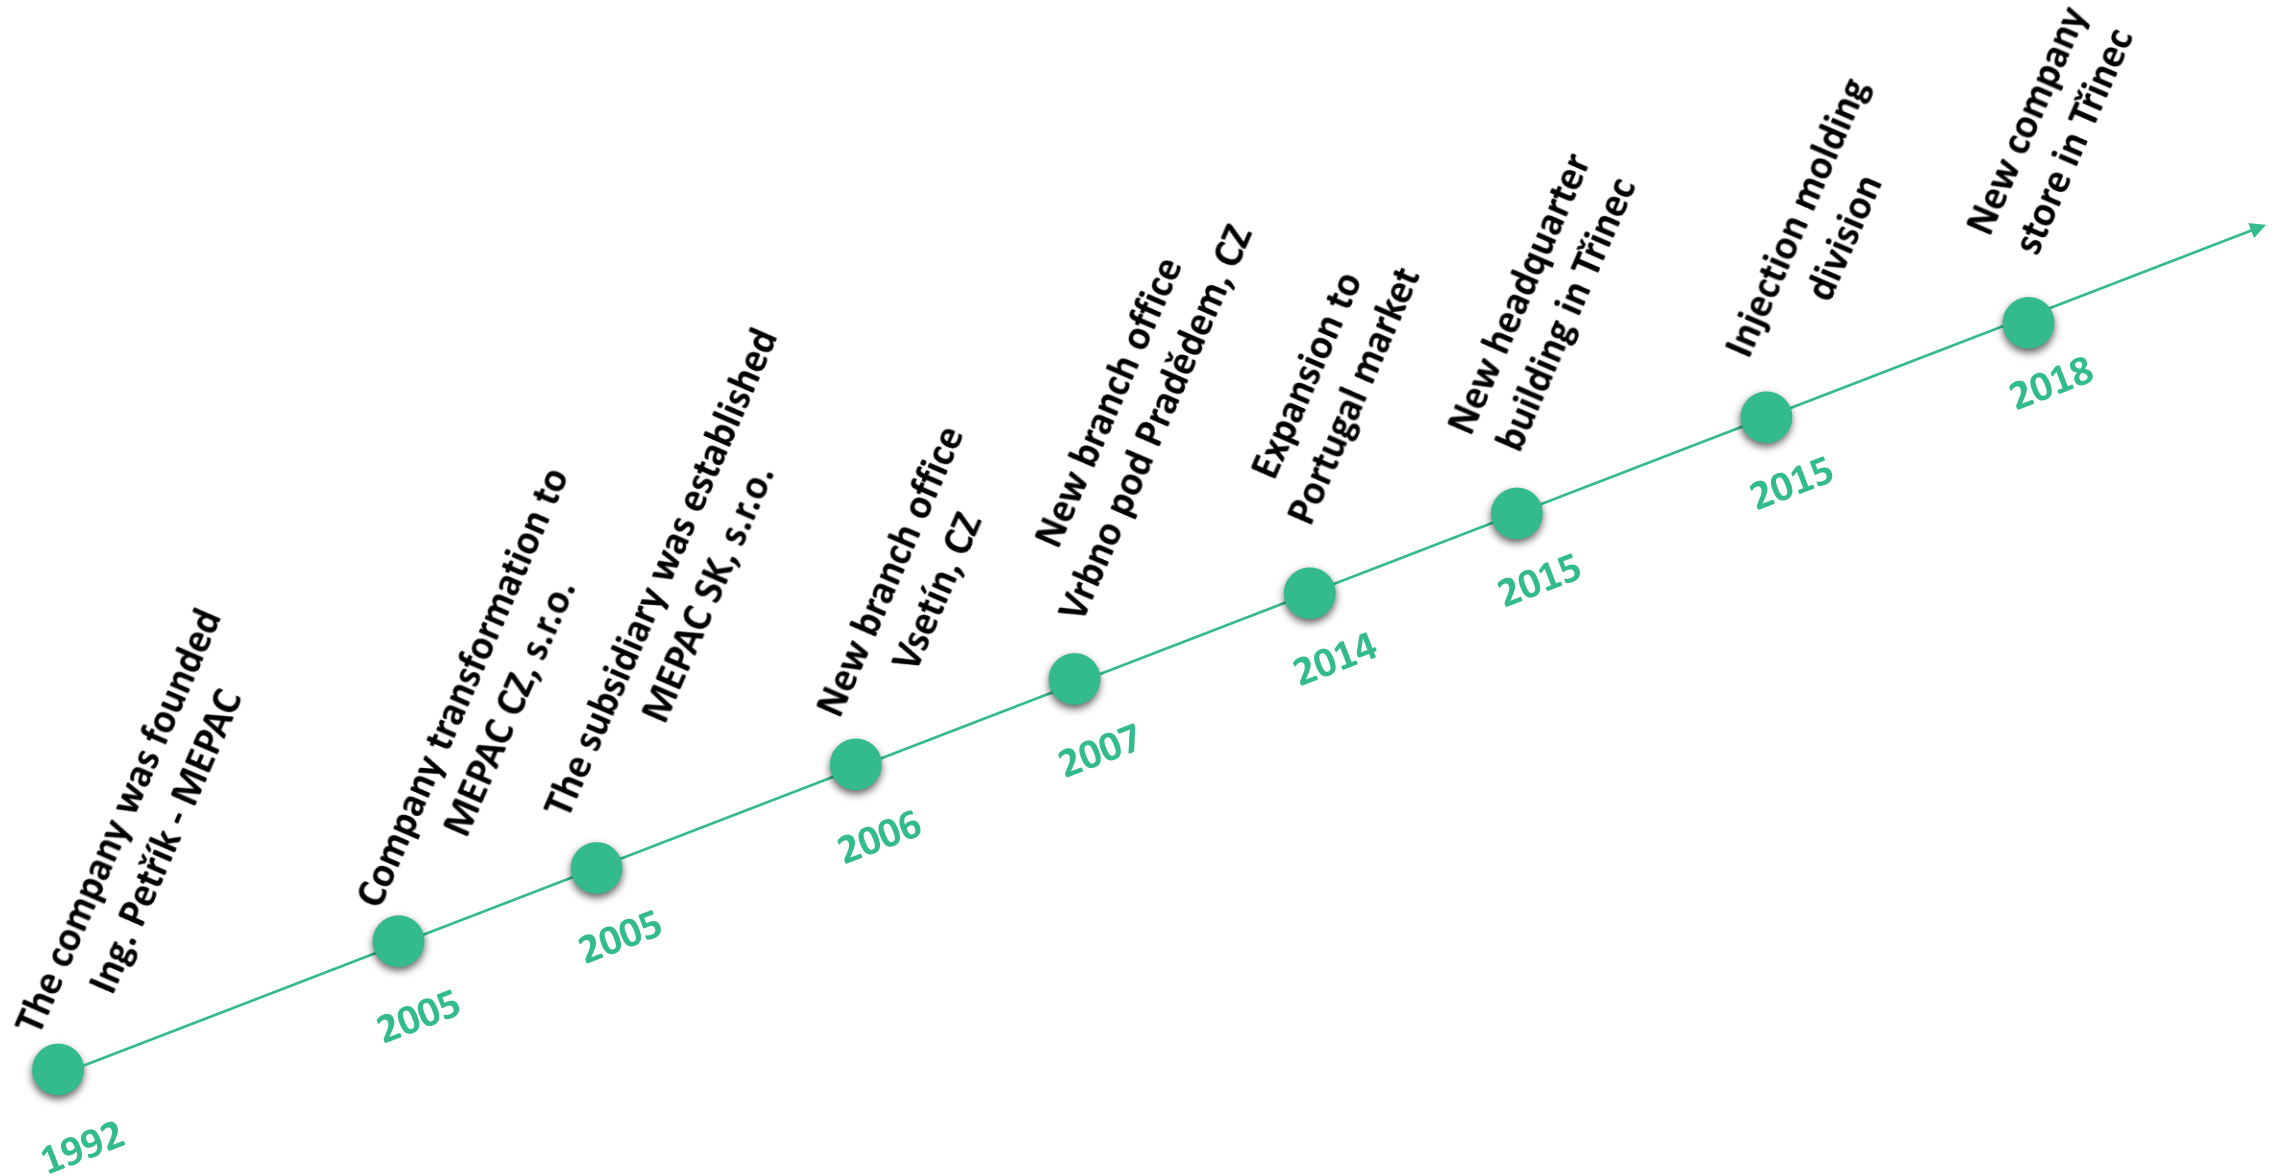 The company was founded
Ing. Petřík - MEPAC
1992
Company transformation to
MEPAC CZ, s.r.o.
2005
The subsidiary was established
MEPAC SK, s.r.o.
2005
New branch office
Vsetín, CZ
2006
New branch office
Vrbno pod Pradědem, CZ
2007
Expansion to
Portugal market
2014
New headquarter
building in Třinec
2015
Injection molding
division
2015
New company
store in Třinec
2018